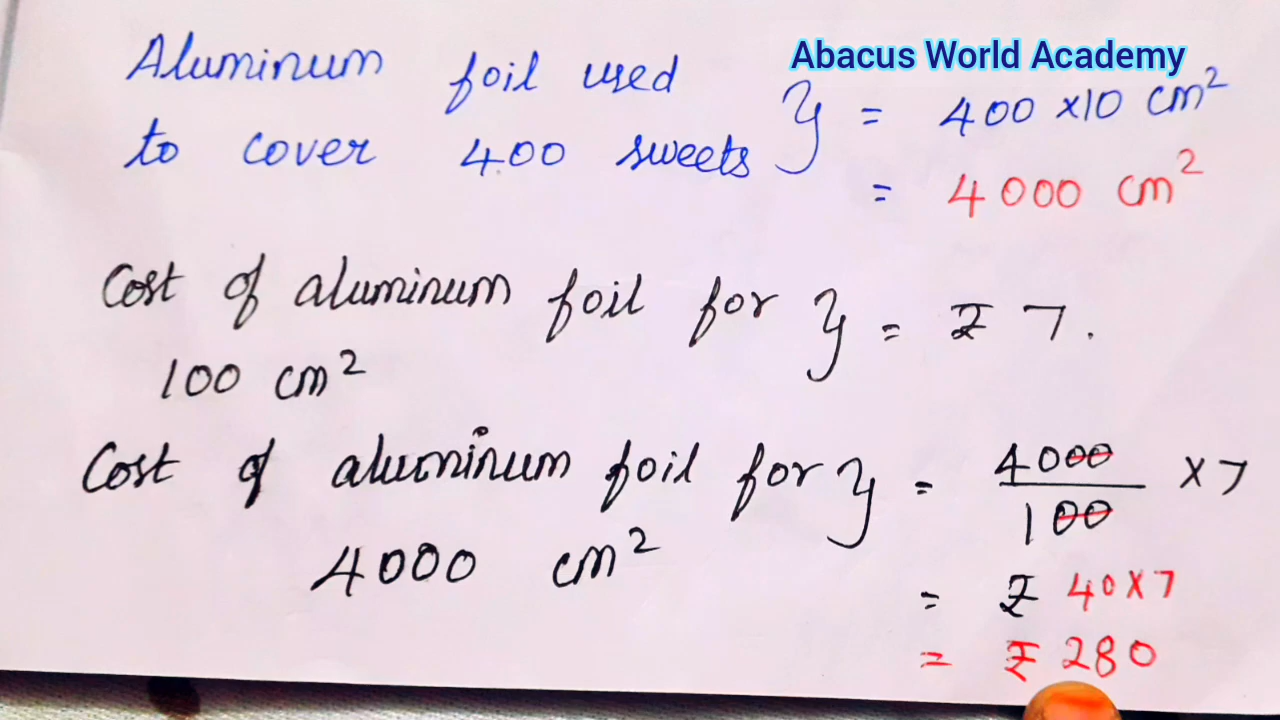 Abacus World Academy
Aluminum foil used } = 400 × 10 cm²
to cover 400 sweets
= 4000 cm²
Cost of aluminum foil for } = ₹ 7.
100 cm²
Cost of aluminum foil for } = 4000/100 × 7
4000 cm²
= ₹ 40 × 7
= ₹ 280